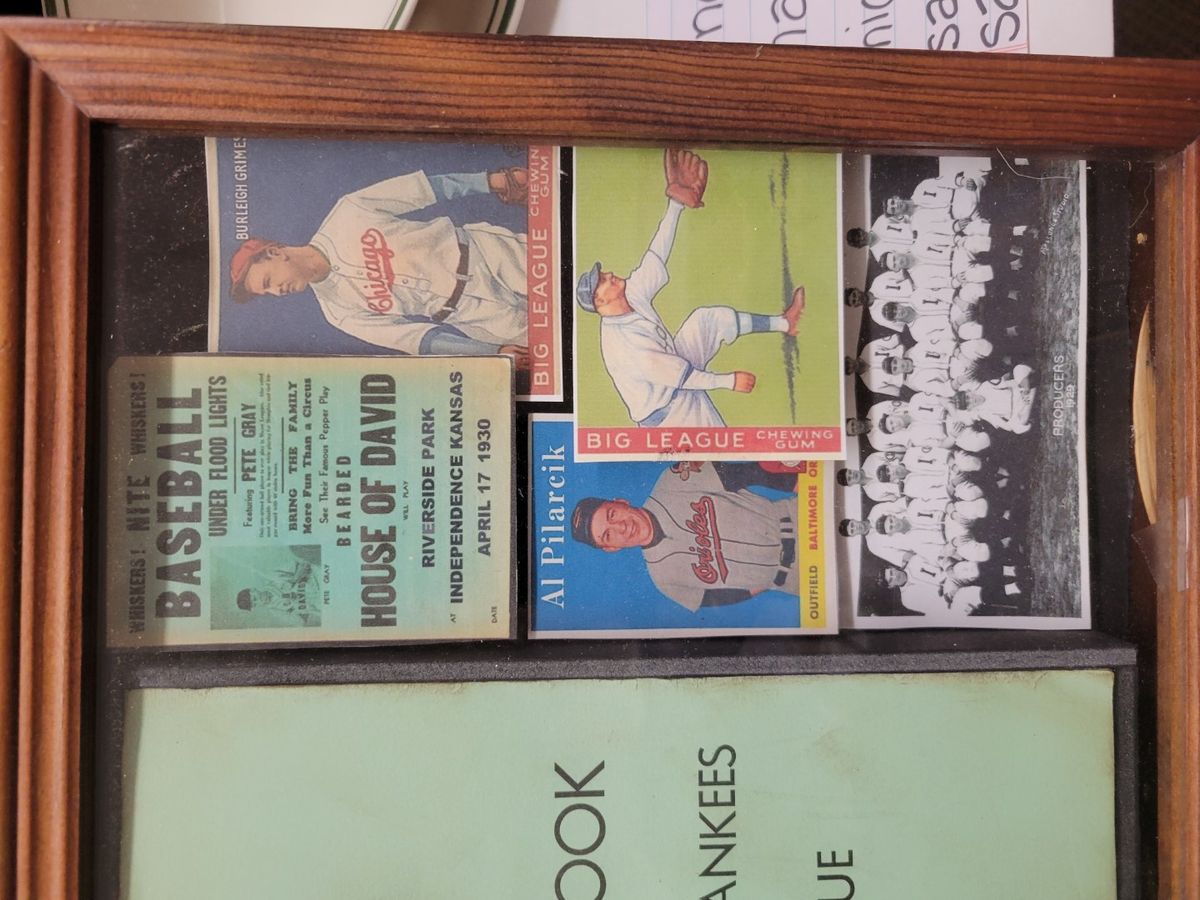 BURLEIGH GRIMES
Chicago
BIG LEAGUE CHEWIN
GUM
BIG LEAGUE CHEWING
GUM
PRODUCERS
1929
WHISKERS! NITE WHISKERS!
BASEBALL
UNDER FLOOD LIGHTS
Featuring PETE GRAY
BRING THE FAMILY
More Fun Than a Circus
See Their Famous Pepper Play
PETE GRAY
BEARDED
HOUSE OF DAVID
WILL PLAY
RIVERSIDE PARK
AT INDEPENDENCE KANSAS
DATE APRIL 17 1930
Al Pilarcik
Orioles
OUTFIELD BALTIMORE OR
OOK
ANKEES
UE